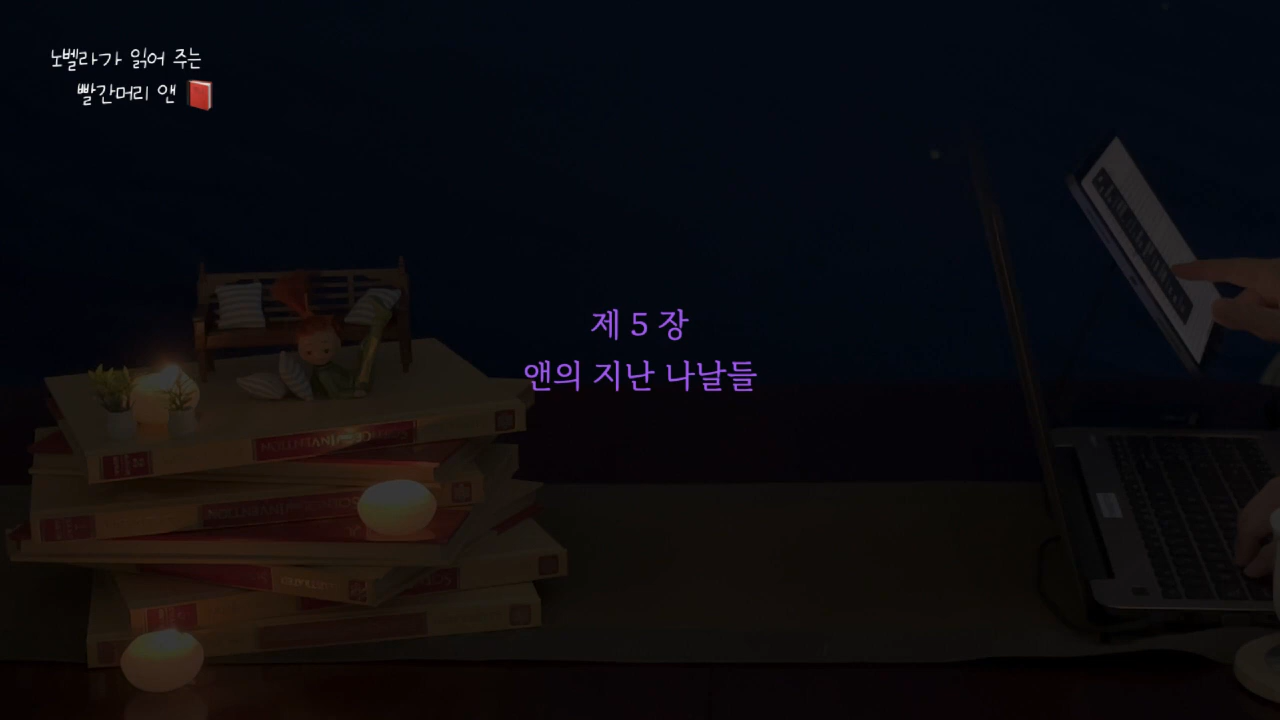 노벨라가 읽어 주는
빨간머리 앤
제 5 장
앤의 지난 나날들